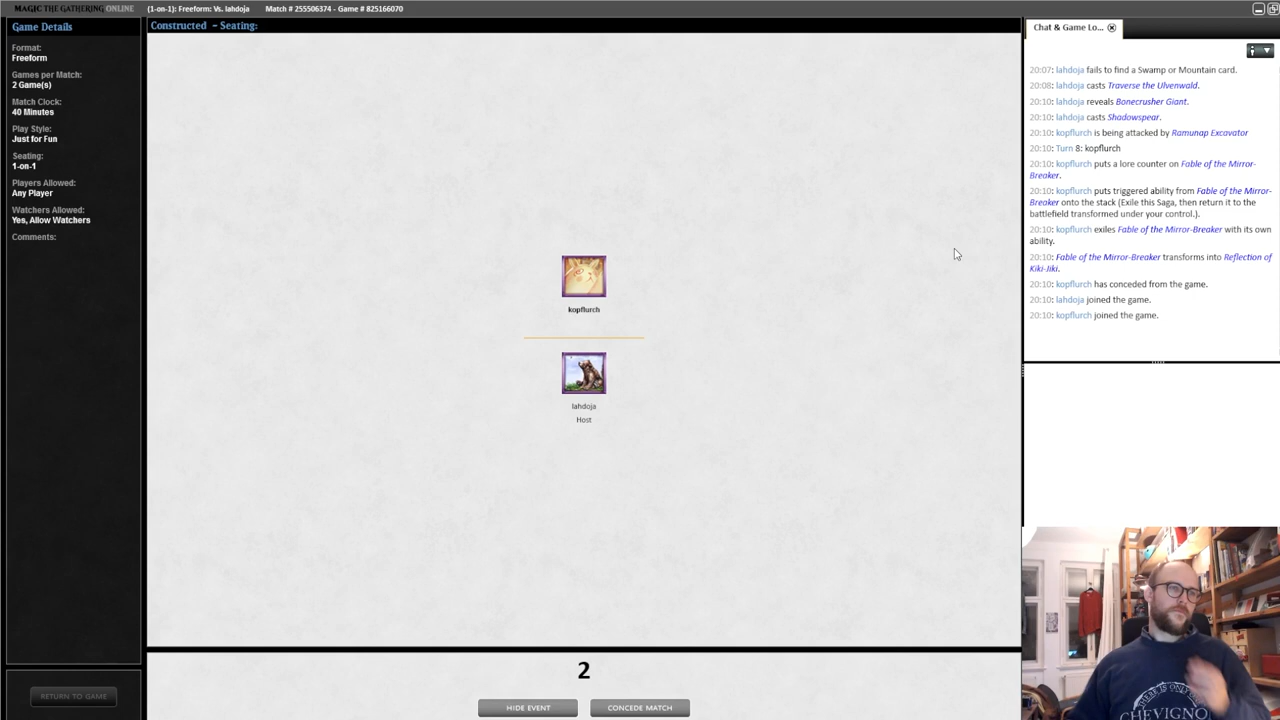 MAGIC THE GATHERING ONLINE (1-on-1): Freeform: Vs. lahdoja Match # 255506374 - Game # 825166070
Game Details
Format:
Freeform
Games per Match:
2 Game(s)
Match Clock:
40 Minutes
Play Style:
Just for Fun
Seating:
1-on-1
Players Allowed:
Any Player
Watchers Allowed:
Yes, Allow Watchers
Comments:
RETURN TO GAME
Constructed - Seating:
kopflurch
lahdoja
Host
2
HIDE EVENT
CONCEDE MATCH
Chat & Game Lo...
20:07: lahdoja fails to find a Swamp or Mountain card.
20:08: lahdoja casts Traverse the Ulvenwald.
20:10: lahdoja reveals Bonecrusher Giant.
20:10: lahdoja casts Shadowspear.
20:10: kopflurch is being attacked by Ramunap Excavator
20:10: Turn 8: kopflurch
20:10: kopflurch puts a lore counter on Fable of the Mirror-
Breaker.
20:10: kopflurch puts triggered ability from Fable of the Mirror-
Breaker onto the stack (Exile this Saga, then return it to the
battlefield transformed under your control.).
20:10: kopflurch exiles Fable of the Mirror-Breaker with its own
ability.
20:10: Fable of the Mirror-Breaker transforms into Reflection of
Kiki-Jiki.
20:10: kopflurch has conceded from the game.
20:10: lahdoja joined the game.
20:10: kopflurch joined the game.
THERE IS ONLY
CHEVIGNO